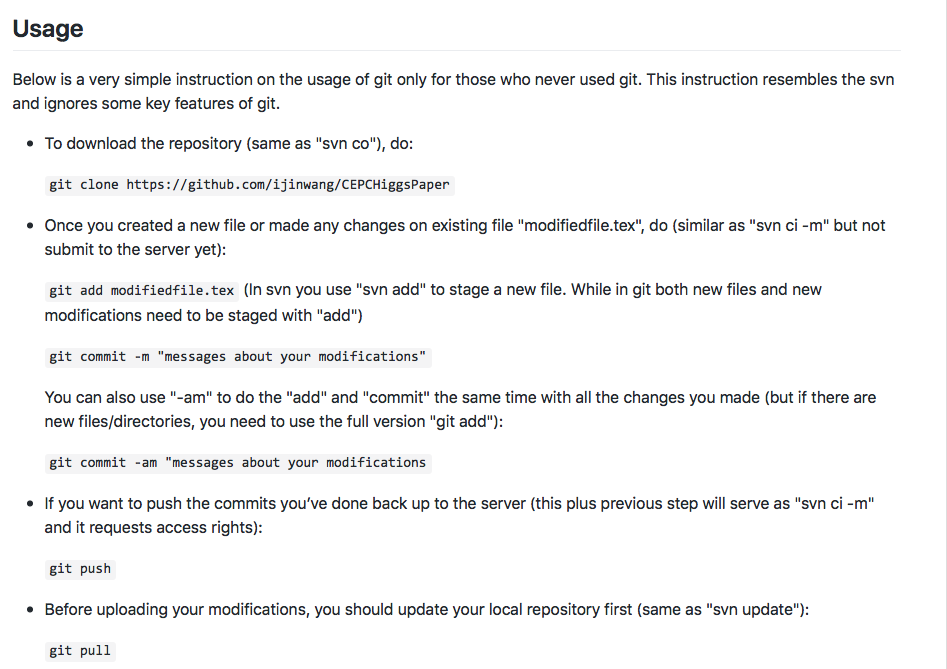 Usage
Below is a very simple instruction on the usage of git only for those who never used git. This instruction resembles the svn
and ignores some key features of git.
• To download the repository (same as "svn co"), do:
git clone https://github.com/ijinwang/CEPCHiggsPaper
• Once you created a new file or made any changes on existing file "modifiedfile.tex", do (similar as "svn ci -m" but not
submit to the server yet):
git add modifiedfile.tex (In svn you use "svn add" to stage a new file. While in git both new files and new
modifications need to be staged with "add")
git commit -m "messages about your modifications"
You can also use "-am" to do the "add" and "commit" the same time with all the changes you made (but if there are
new files/directories, you need to use the full version "git add"):
git commit -am "messages about your modifications
• If you want to push the commits you’ve done back up to the server (this plus previous step will serve as "svn ci -m"
and it requests access rights):
git push
• Before uploading your modifications, you should update your local repository first (same as "svn update"):
git pull